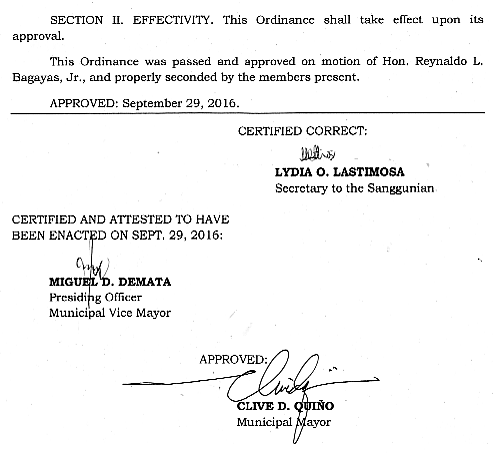 SECTION II. EFFECTIVITY. This Ordinance shall take effect upon its
approval.
This Ordinance was passed and approved on motion of Hon. Reynaldo L.
Bagayas, Jr., and properly seconded by the members present.
APPROVED: September 29, 2016.
CERTIFIED CORRECT:
LYDIA O. LASTIMOSA
Secretary to the Sanggunian
CERTIFIED AND ATTESTED TO HAVE
BEEN ENACTED ON SEPT. 29, 2016:
MIGUEL D. DEMATA
Presiding Officer
Municipal Vice Mayor
APPROVED:
CLIVE D. QUIÑO
Municipal Mayor